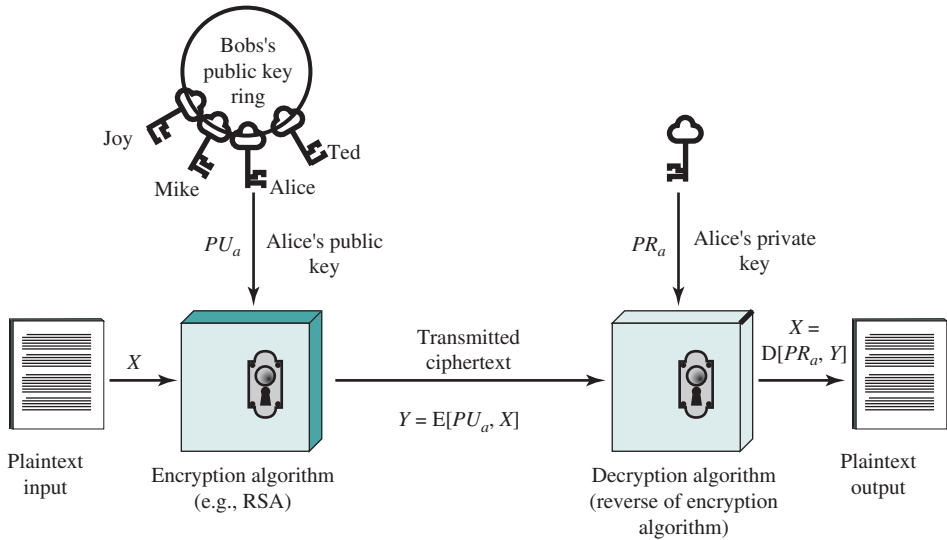 Bobs's
public key
ring
Joy
Mike
Alice
Ted
PUₐ
Alice's public
key
PRₐ
Alice's private
key
X
Transmitted
ciphertext
Y = E[PUₐ, X]
X =
D[PRₐ, Y]
Plaintext
input
Encryption algorithm
(e.g., RSA)
Decryption algorithm
(reverse of encryption
algorithm)
Plaintext
output